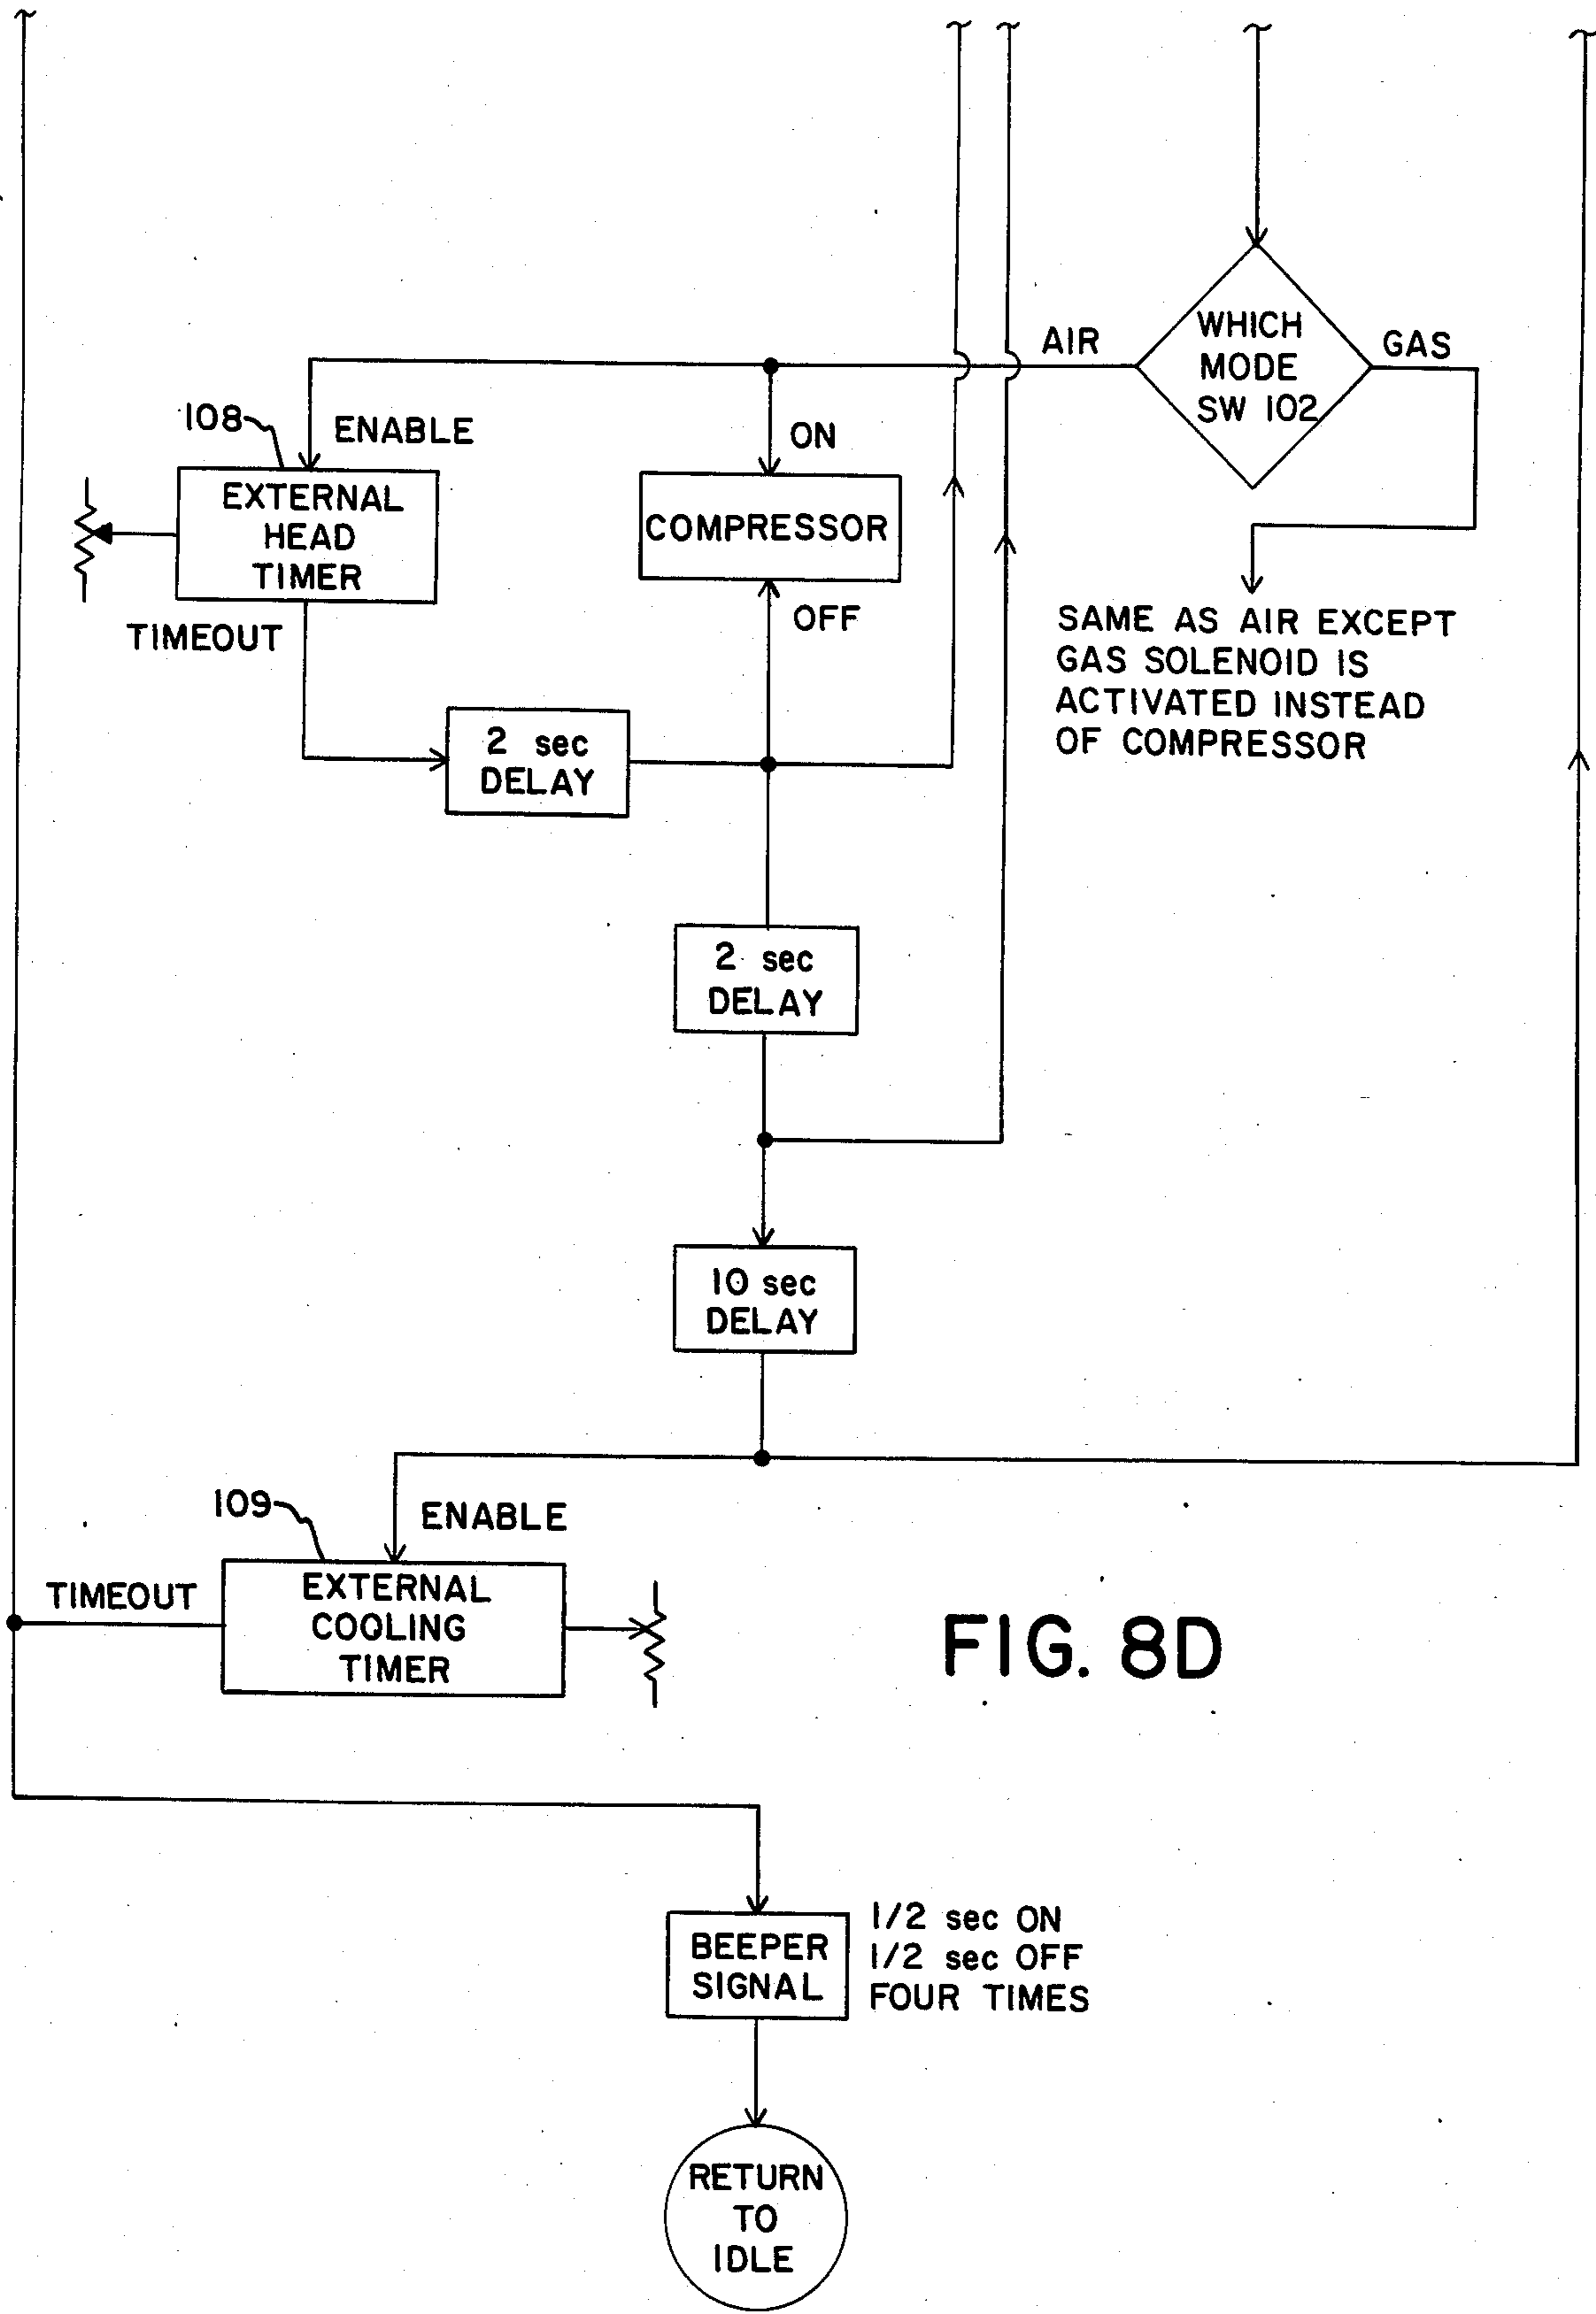 WHICH
MODE
SW 102
AIR
GAS
108
ENABLE
ON
EXTERNAL
HEAD
TIMER
COMPRESSOR
TIMEOUT
OFF
SAME AS AIR EXCEPT
GAS SOLENOID IS
ACTIVATED INSTEAD
OF COMPRESSOR
2 sec
DELAY
2 sec
DELAY
10 sec
DELAY
109
ENABLE
TIMEOUT
EXTERNAL
COOLING
TIMER
FIG. 8D
BEEPER
SIGNAL
1/2 sec ON
1/2 sec OFF
FOUR TIMES
RETURN
TO
IDLE